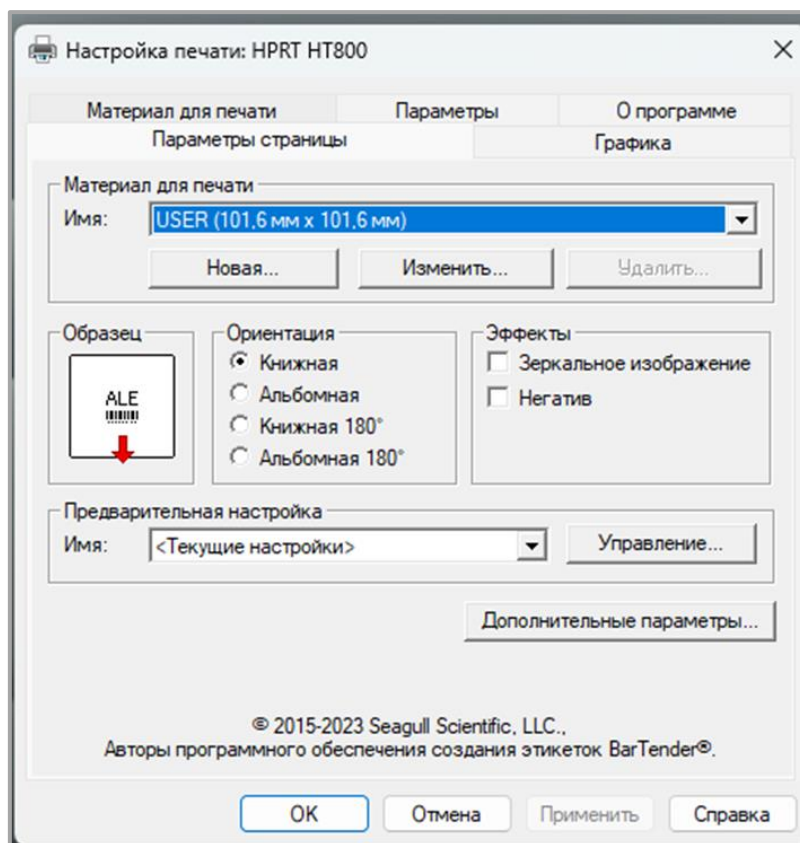 Настройка печати: HPRT HT800
Материал для печати
Параметры
О программе
Параметры страницы
Графика
Материал для печати
Имя:
USER (101,6 мм x 101,6 мм)
Новая...
Изменить...
Удалить...
Образец
ALE
Ориентация
Книжная
Альбомная
Книжная 180°
Альбомная 180°
Эффекты
Зеркальное изображение
Негатив
Предварительная настройка
Имя:
<Текущие настройки>
Управление...
Дополнительные параметры...
© 2015-2023 Seagull Scientific, LLC.,
Авторы программного обеспечения создания этикеток BarTender®.
OK
Отмена
Применить
Справка